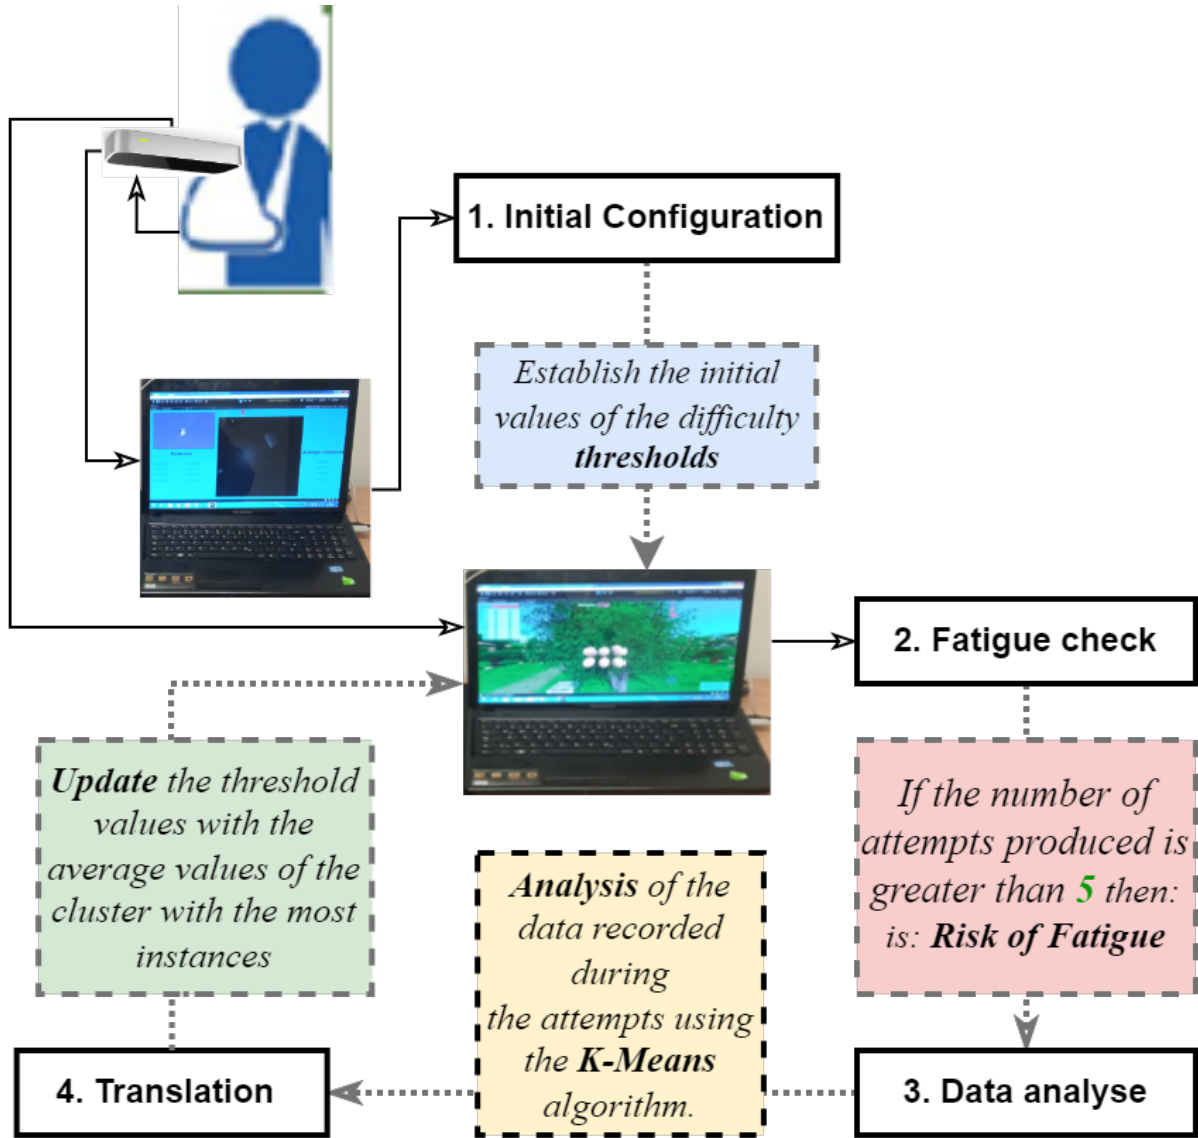 1. Initial Configuration
Establish the initial
values of the difficulty
thresholds
2. Fatigue check
If the number of
attempts produced is
greater than 5 then:
is: Risk of Fatigue
3. Data analyse
Analysis of the
data recorded
during
the attempts using
the K-Means
algorithm.
4. Translation
Update the threshold
values with the
average values of the
cluster with the most
instances